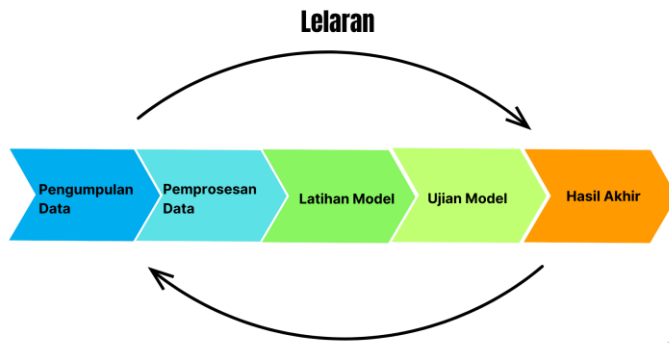 Lelaran
Pengumpulan
Data
Pemprosesan
Data
Latihan Model
Ujian Model
Hasil Akhir